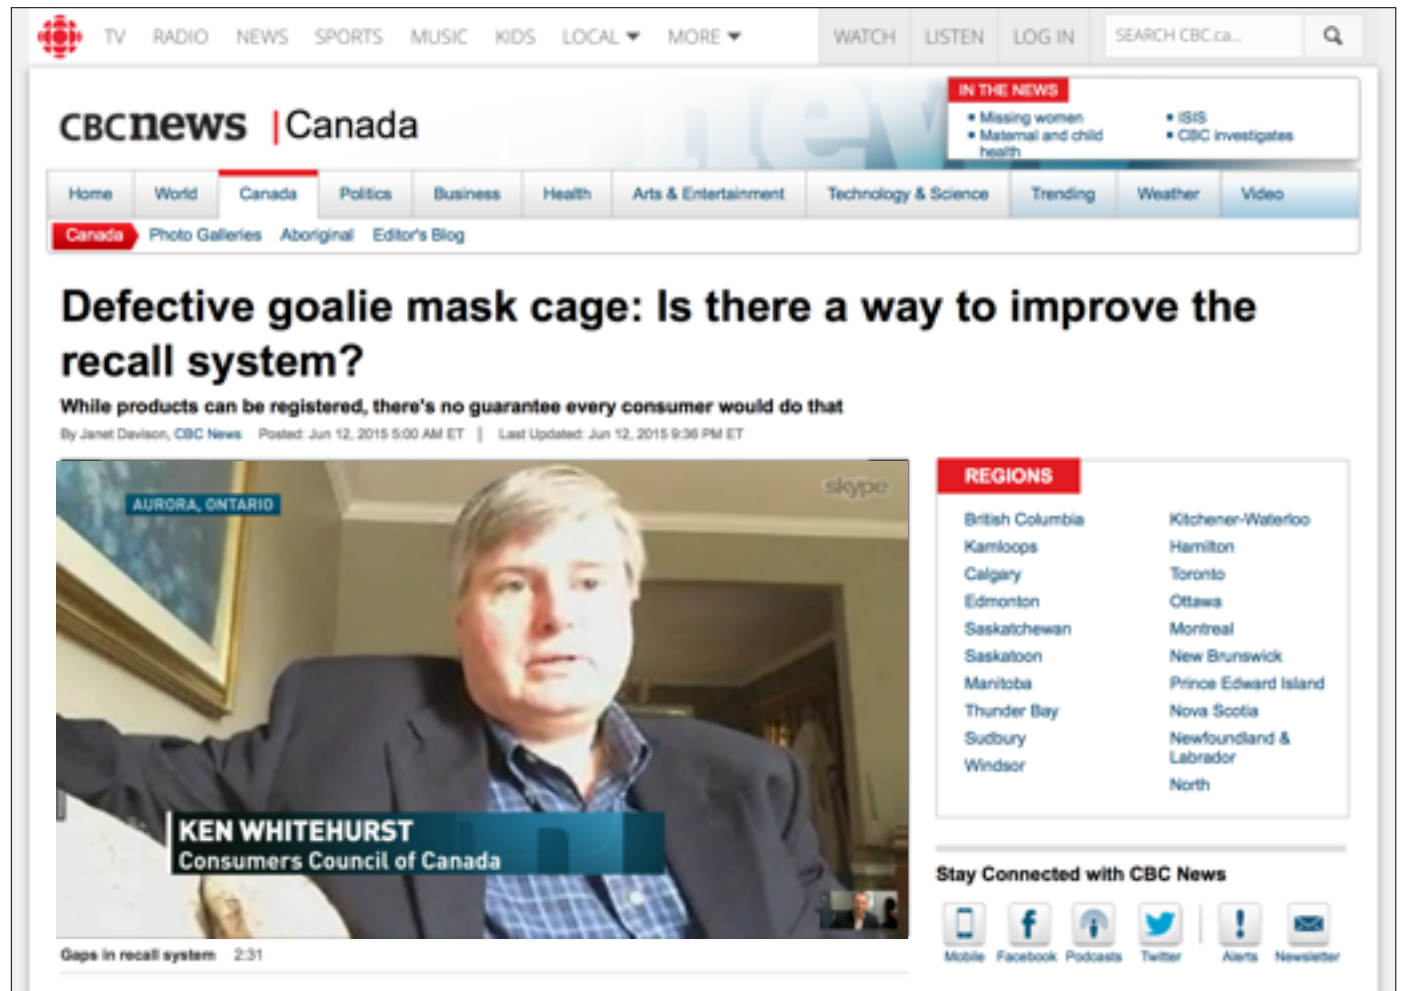 TV RADIO NEWS SPORTS MUSIC KIDS LOCAL MORE WATCH LISTEN LOG IN SEARCH CBC.ca...
CBCnews | Canada
IN THE NEWS
Missing women
Maternal and child
health
ISIS
CBC investigates
Home World Canada Politics Business Health Arts & Entertainment Technology & Science Trending Weather Video
Canada Photo Galleries Aboriginal Editor's Blog
Defective goalie mask cage: Is there a way to improve the
recall system?
While products can be registered, there's no guarantee every consumer would do that
By Janet Davison, CBC News Posted: Jun 12, 2015 5:00 AM ET | Last Updated: Jun 12, 2015 9:36 PM ET
AURORA, ONTARIO
skype
KEN WHITEHURST
Consumers Council of Canada
Gaps in recall system 2:31
REGIONS
British Columbia
Kamloops
Calgary
Edmonton
Saskatchewan
Saskatoon
Manitoba
Thunder Bay
Sudbury
Windsor
Kitchener-Waterloo
Hamilton
Toronto
Ottawa
Montreal
New Brunswick
Prince Edward Island
Nova Scotia
Newfoundland &
Labrador
North
Stay Connected with CBC News
Mobile Facebook Podcasts Twitter Alerts Newsletter